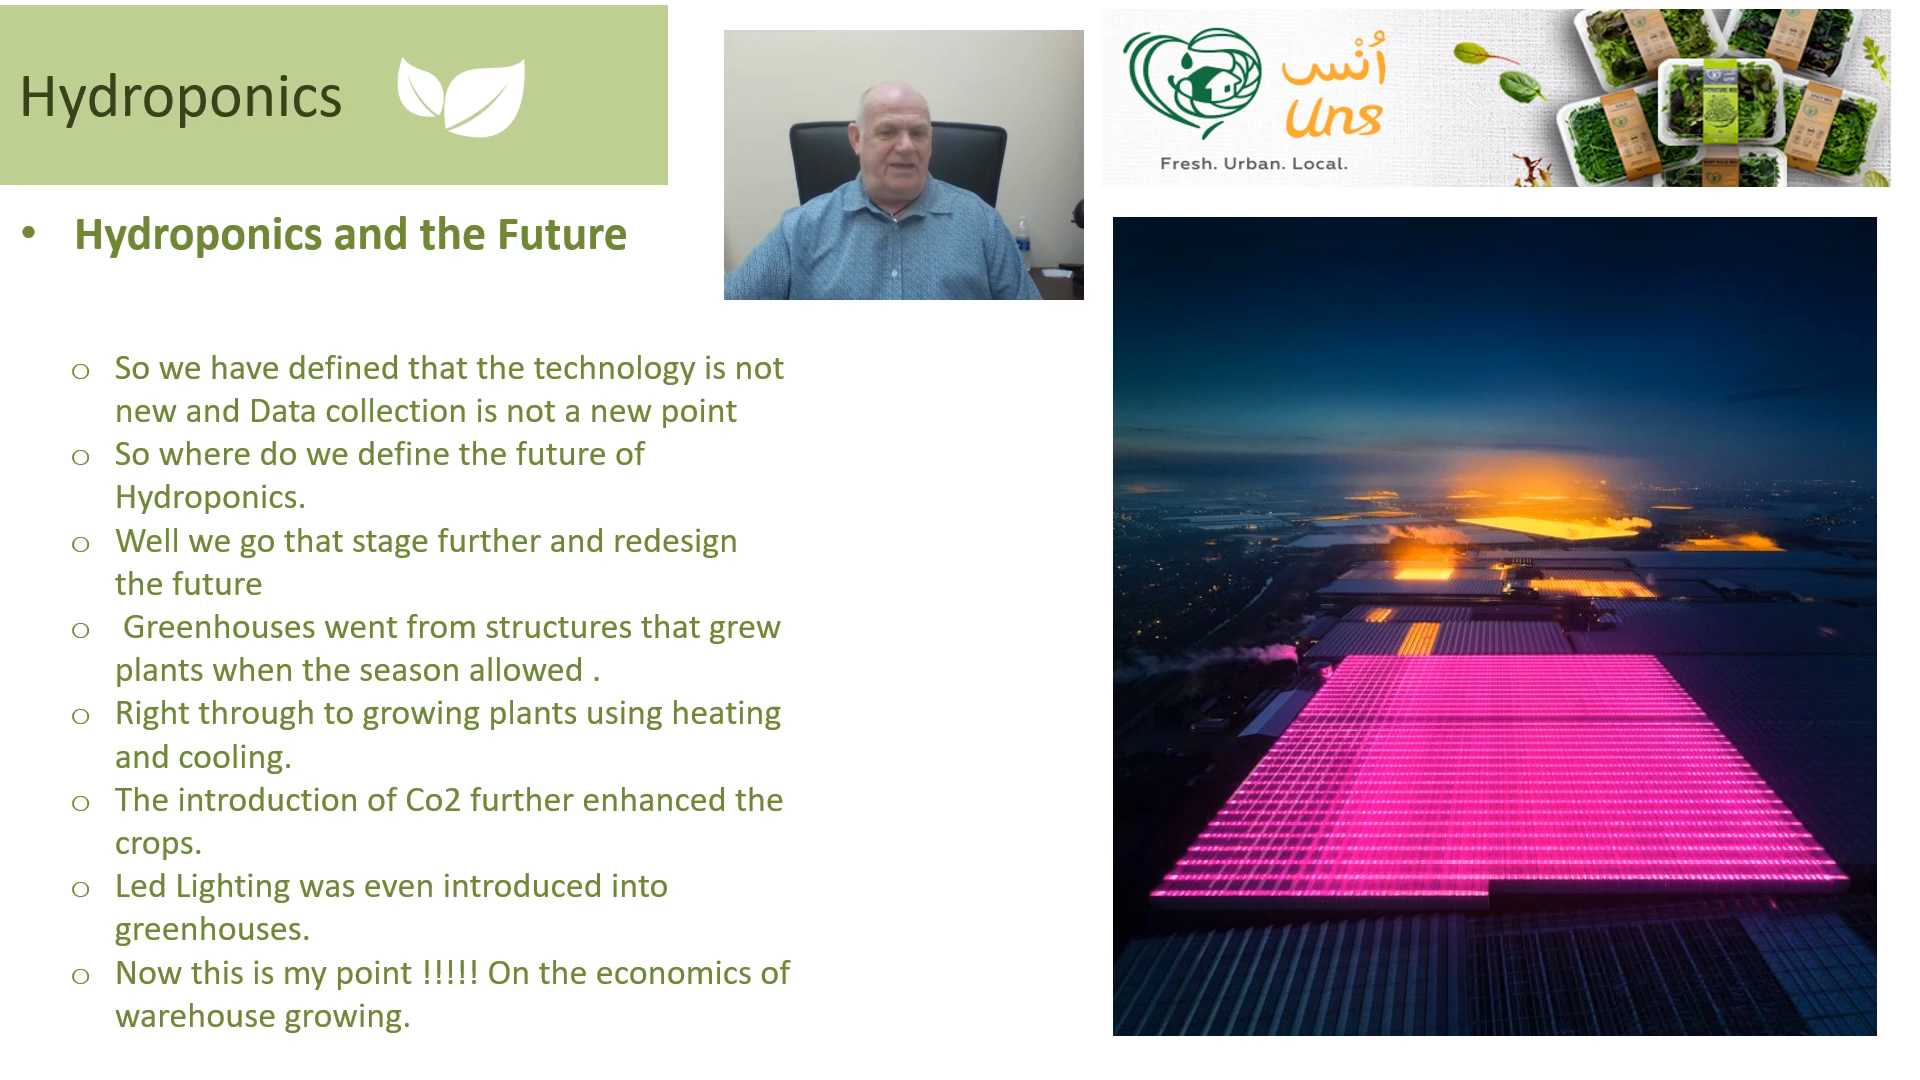 Hydroponics
أُنْس
Uns
Fresh. Urban. Local.
• Hydroponics and the Future
o So we have defined that the technology is not
new and Data collection is not a new point
o So where do we define the future of
Hydroponics.
o Well we go that stage further and redesign
the future
o Greenhouses went from structures that grew
plants when the season allowed .
o Right through to growing plants using heating
and cooling.
o The introduction of Co2 further enhanced the
crops.
o Led Lighting was even introduced into
greenhouses.
o Now this is my point !!!!! On the economics of
warehouse growing.